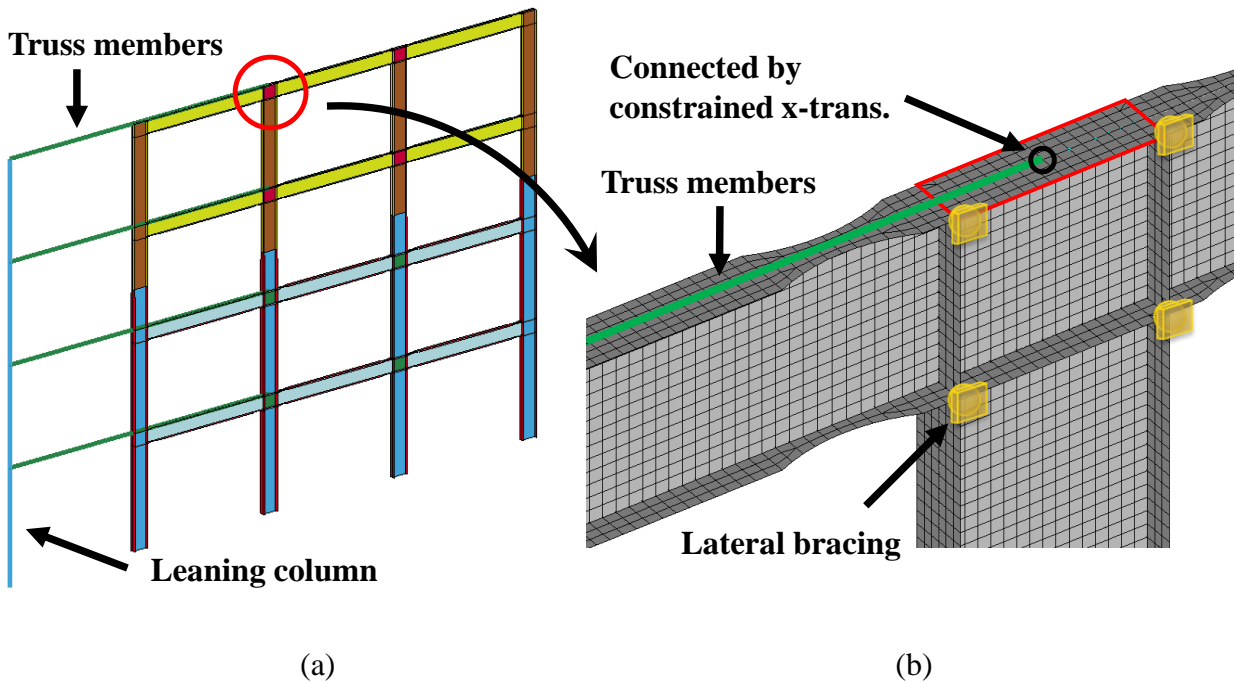 Truss members
Leaning column
(a)
Connected by
constrained x-trans.
Truss members
Lateral bracing
(b)